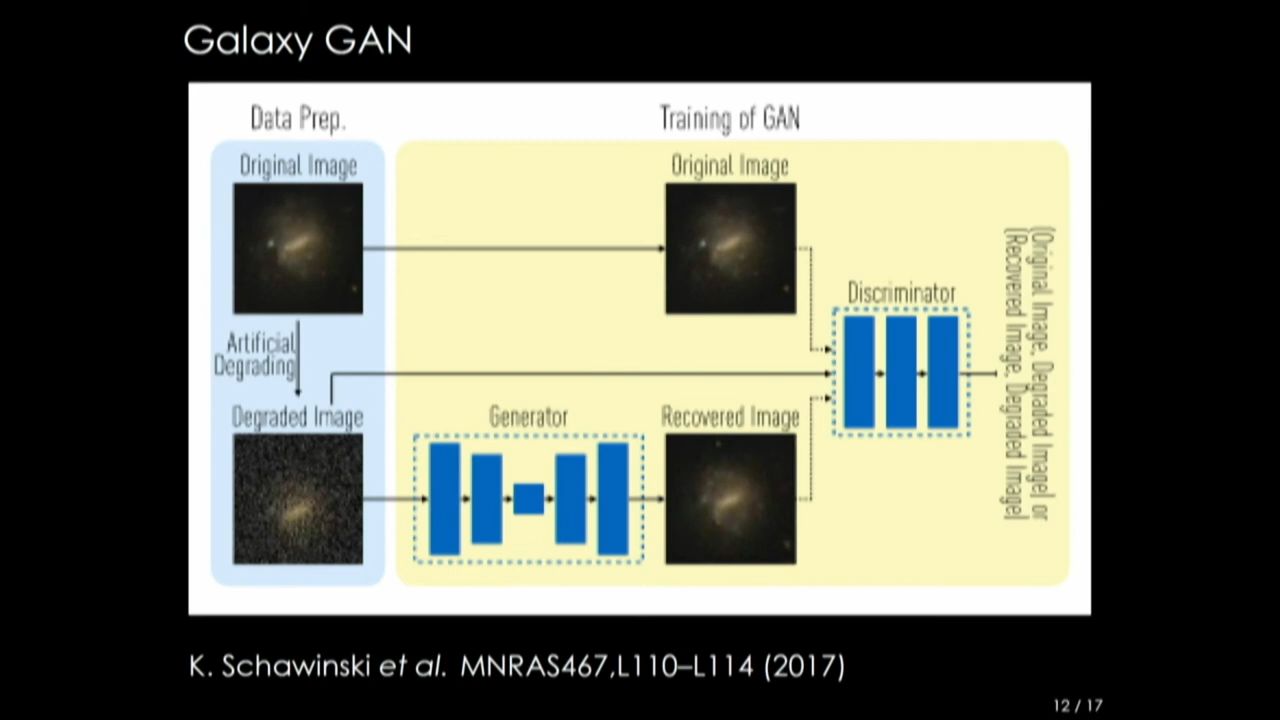 Galaxy GAN
Data Prep.
Training of GAN
Original Image
Original Image
Artificial
Degrading
Discriminator
Degraded Image
Generator
Recovered Image
(Original Image, Degraded Image) or
(Recovered Image, Degraded Image)
K. Schawinski et al. MNRAS467,L110–L114 (2017)
12 / 17